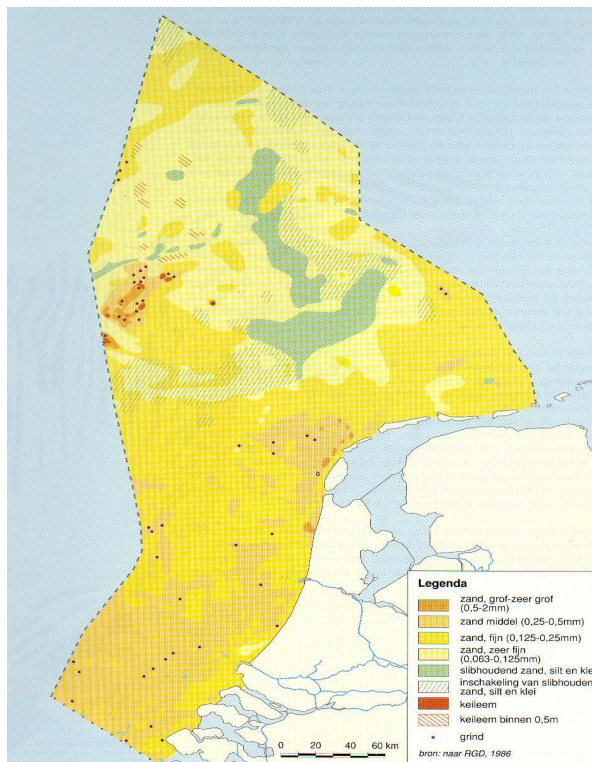 Legenda
zand, grof-zeer grof
(0,5-2mm)
zand middel (0,25-0,5mm)
zand, fijn (0,125-0,25mm)
zand, zeer fijn
(0,063-0,125mm)
slibhoudend zand, silt en kle
inschakeling van slibhouden
zand, silt en klei
keileem
keileem binnen 0,5m
grind
0 20 40 60 km
bron: naar RGD, 1986